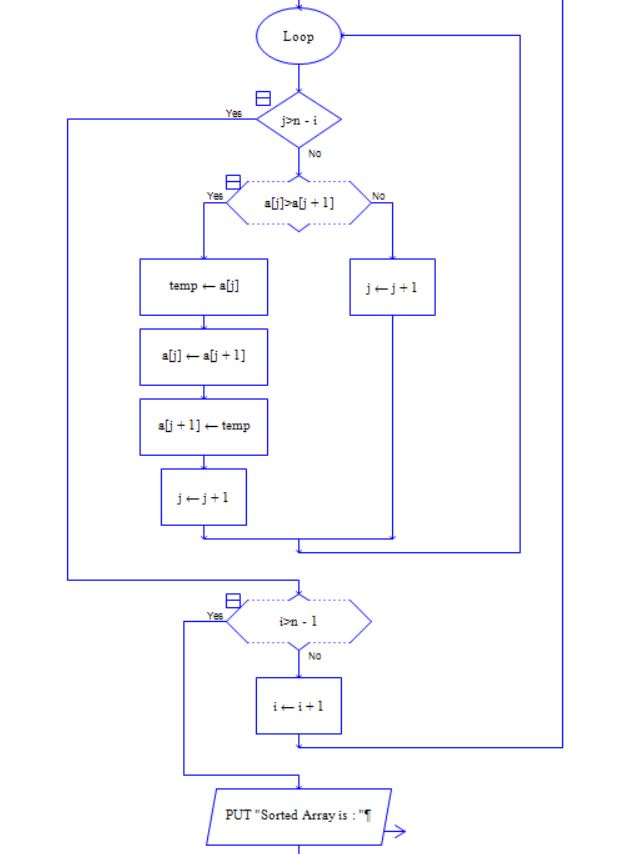 Loop
j>n - i
Yes
No
a[j]>a[j + 1]
Yes
No
temp ← a[j]
j ← j + 1
a[j] ← a[j + 1]
a[j + 1] ← temp
j ← j + 1
i>n - 1
Yes
No
i ← i + 1
PUT "Sorted Array is : "¶